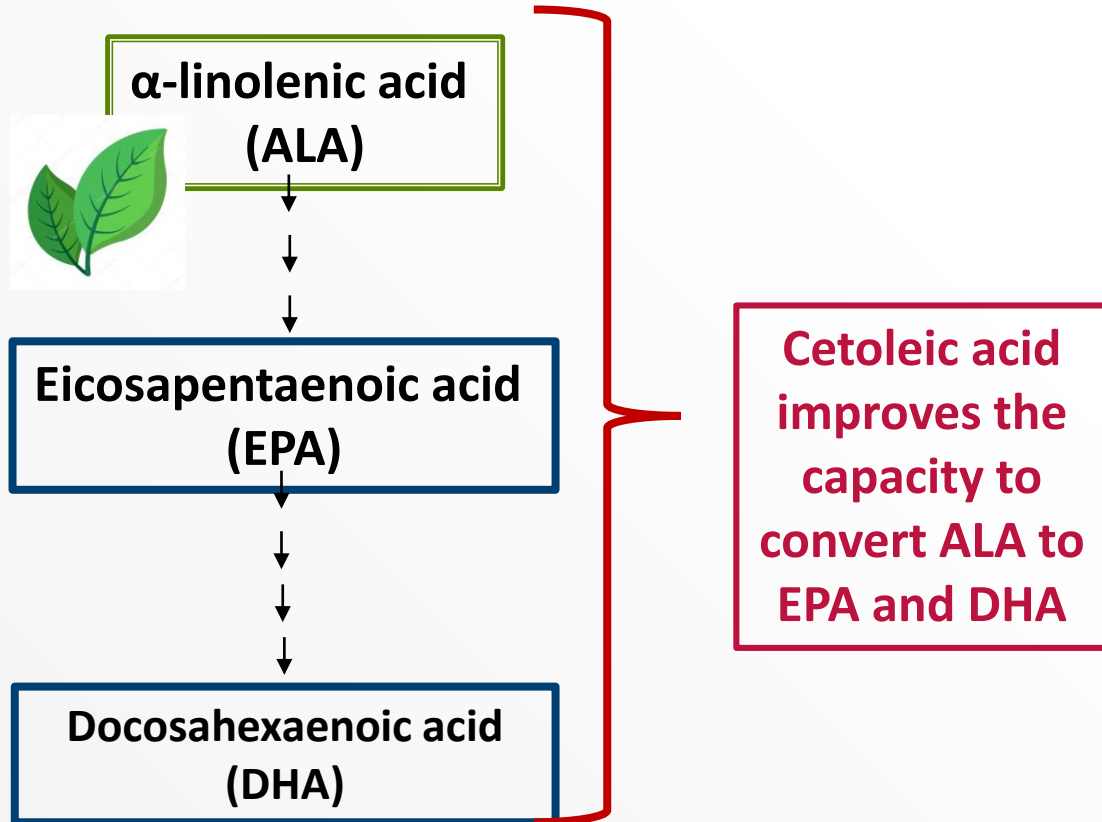 α-linolenic acid
(ALA)
Eicosapentaenoic acid
(EPA)
Docosahexaenoic acid
(DHA)
Cetoleic acid
improves the
capacity to
convert ALA to
EPA and DHA